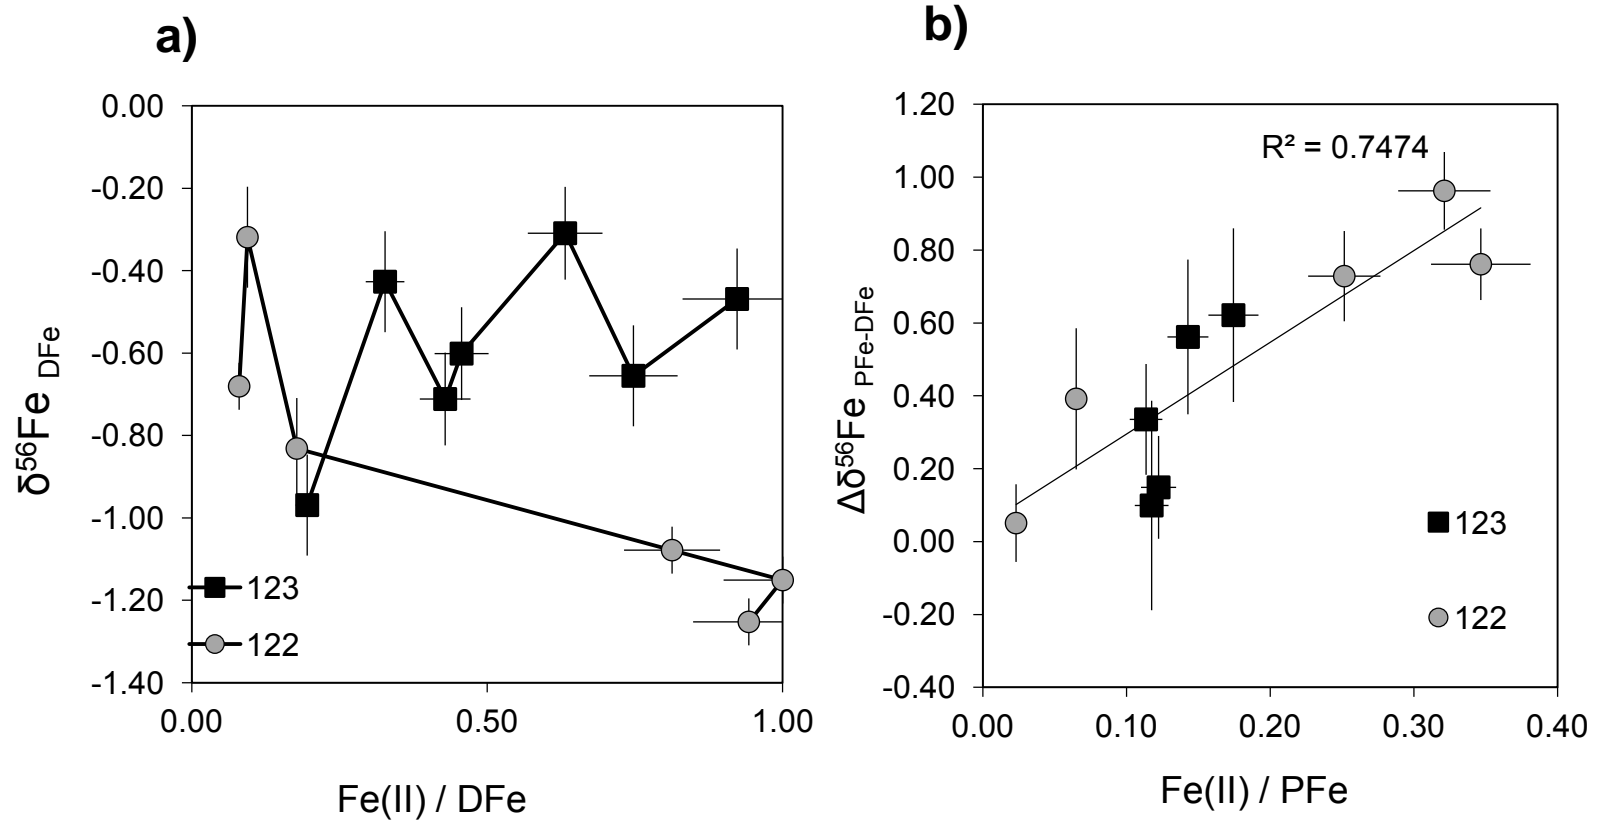 a)
0.00
-0.20
-0.40
-0.60
-0.80
-1.00
-1.20
-1.40
δ⁵⁶Fe DFe
123
122
0.00 0.50 1.00
Fe(II) / DFe
b)
1.20
1.00
0.80
0.60
0.40
0.20
0.00
-0.20
-0.40
Δδ⁵⁶Fe PFe-DFe
R² = 0.7474
123
122
0.00 0.10 0.20 0.30 0.40
Fe(II) / PFe